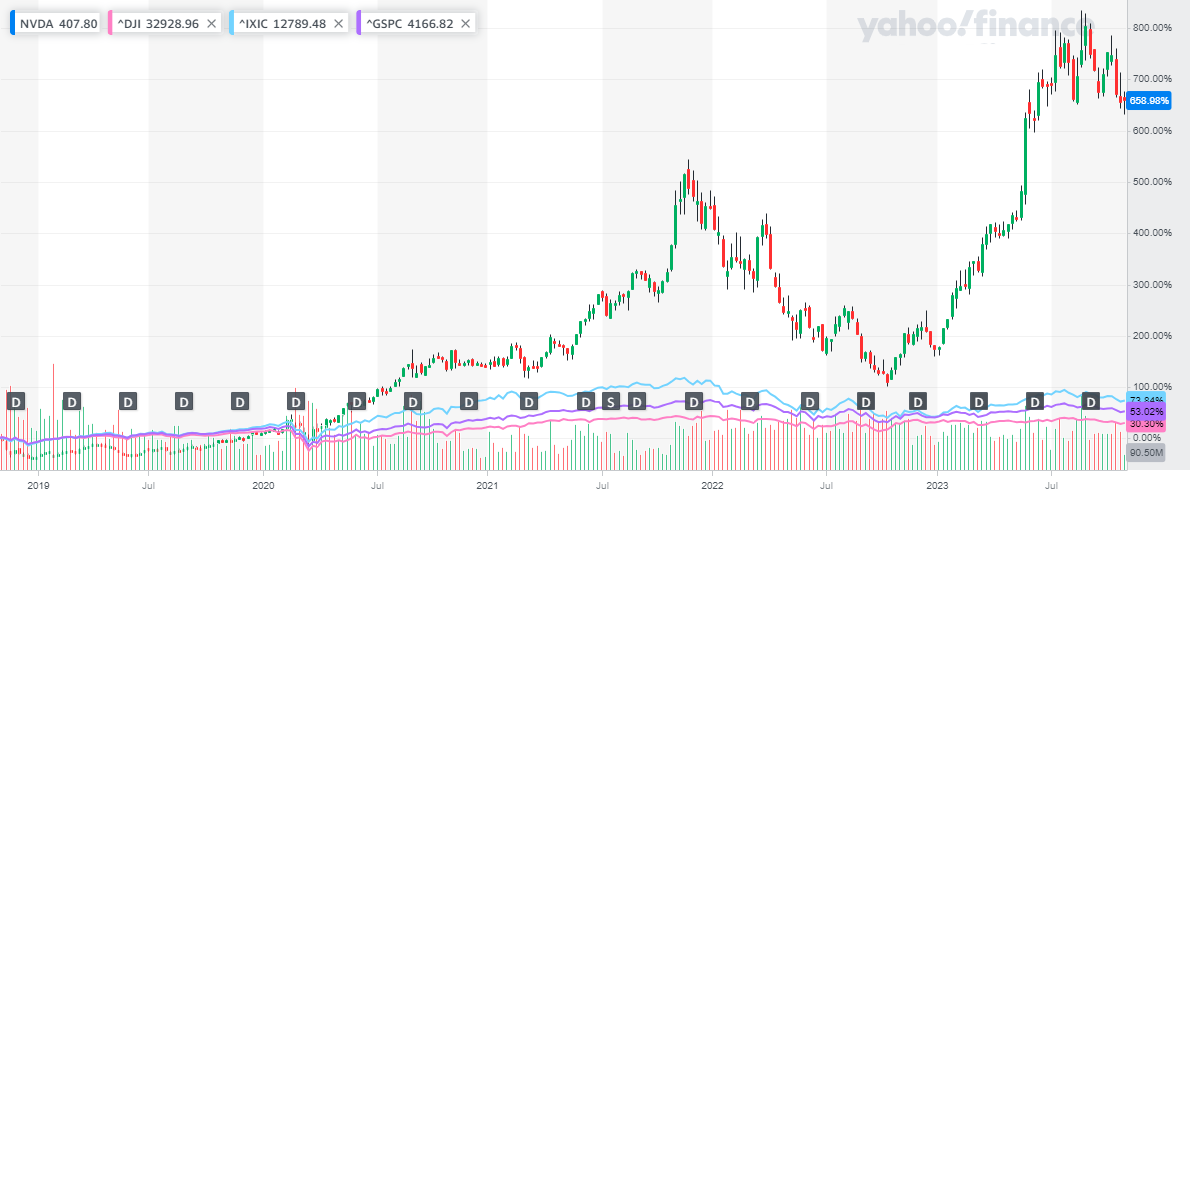 NVDA 407.80 ^DJI 32928.96 ^IXIC 12789.48 ^GSPC 4166.82
yahoo!finance
800.00%
700.00%
658.98%
600.00%
500.00%
400.00%
300.00%
200.00%
100.00%
D D D D D D D D D D D S D D D D D D D D D
73.84%
53.02%
30.30%
0.00%
90.50M
2019 Jul 2020 Jul 2021 Jul 2022 Jul 2023 Jul